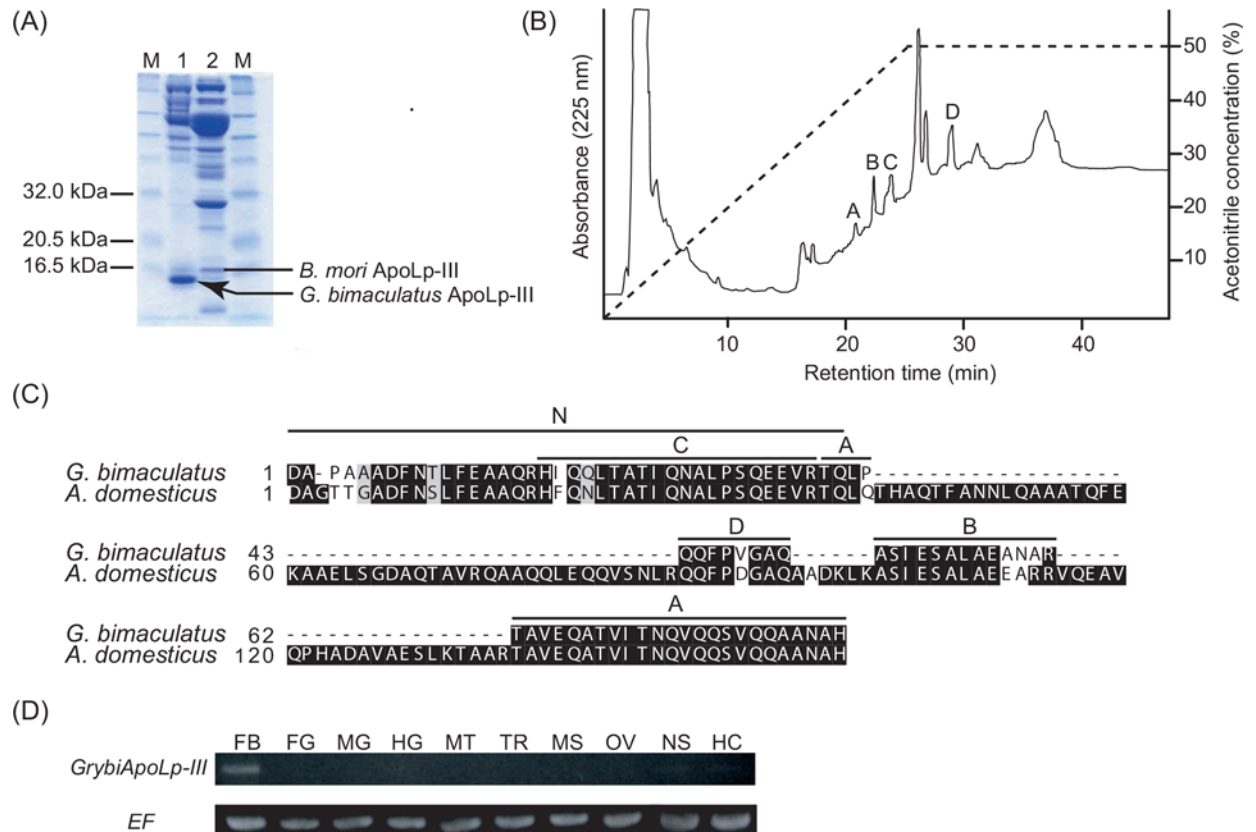 (A)
M 1 2 M
32.0 kDa
20.5 kDa
16.5 kDa
B. mori ApoLp-III
G. bimaculatus ApoLp-III
(B)
Absorbance (225 nm)
A
B
C
D
50
40
30
20
10
Acetonitrile concentration (%)
10 20 30 40
Retention time (min)
(C)
N
C A
G. bimaculatus 1 DA-PAAADFNTLFEAAQRHIQQLTATIQNALPSQEEVRTQLP------------------
A. domesticus 1 DAGTTGADFNSLFEAAQRHFQNLTATIQNALPSQEEVRTQLQTHAQTFANNLQAAATQFE
D B
G. bimaculatus 43 ----------------------------QQFPVGAQ------ASIESALAEANAR-----
A. domesticus 60 KAAELSGDAQTAVRQAAQQLEQQVSNLRQQFPDGAQAADKLKASIESALAEEARRVQEAV
A
G. bimaculatus 62 ----------------TAVEQATVITNQVQQSVQQAANAH
A. domesticus 120 QPHADAVAESLKTAARTAVEQATVITNQVQQSVQQAANAH
(D)
FB FG MG HG MT TR MS OV NS HC
GrybiApoLp-III
EF